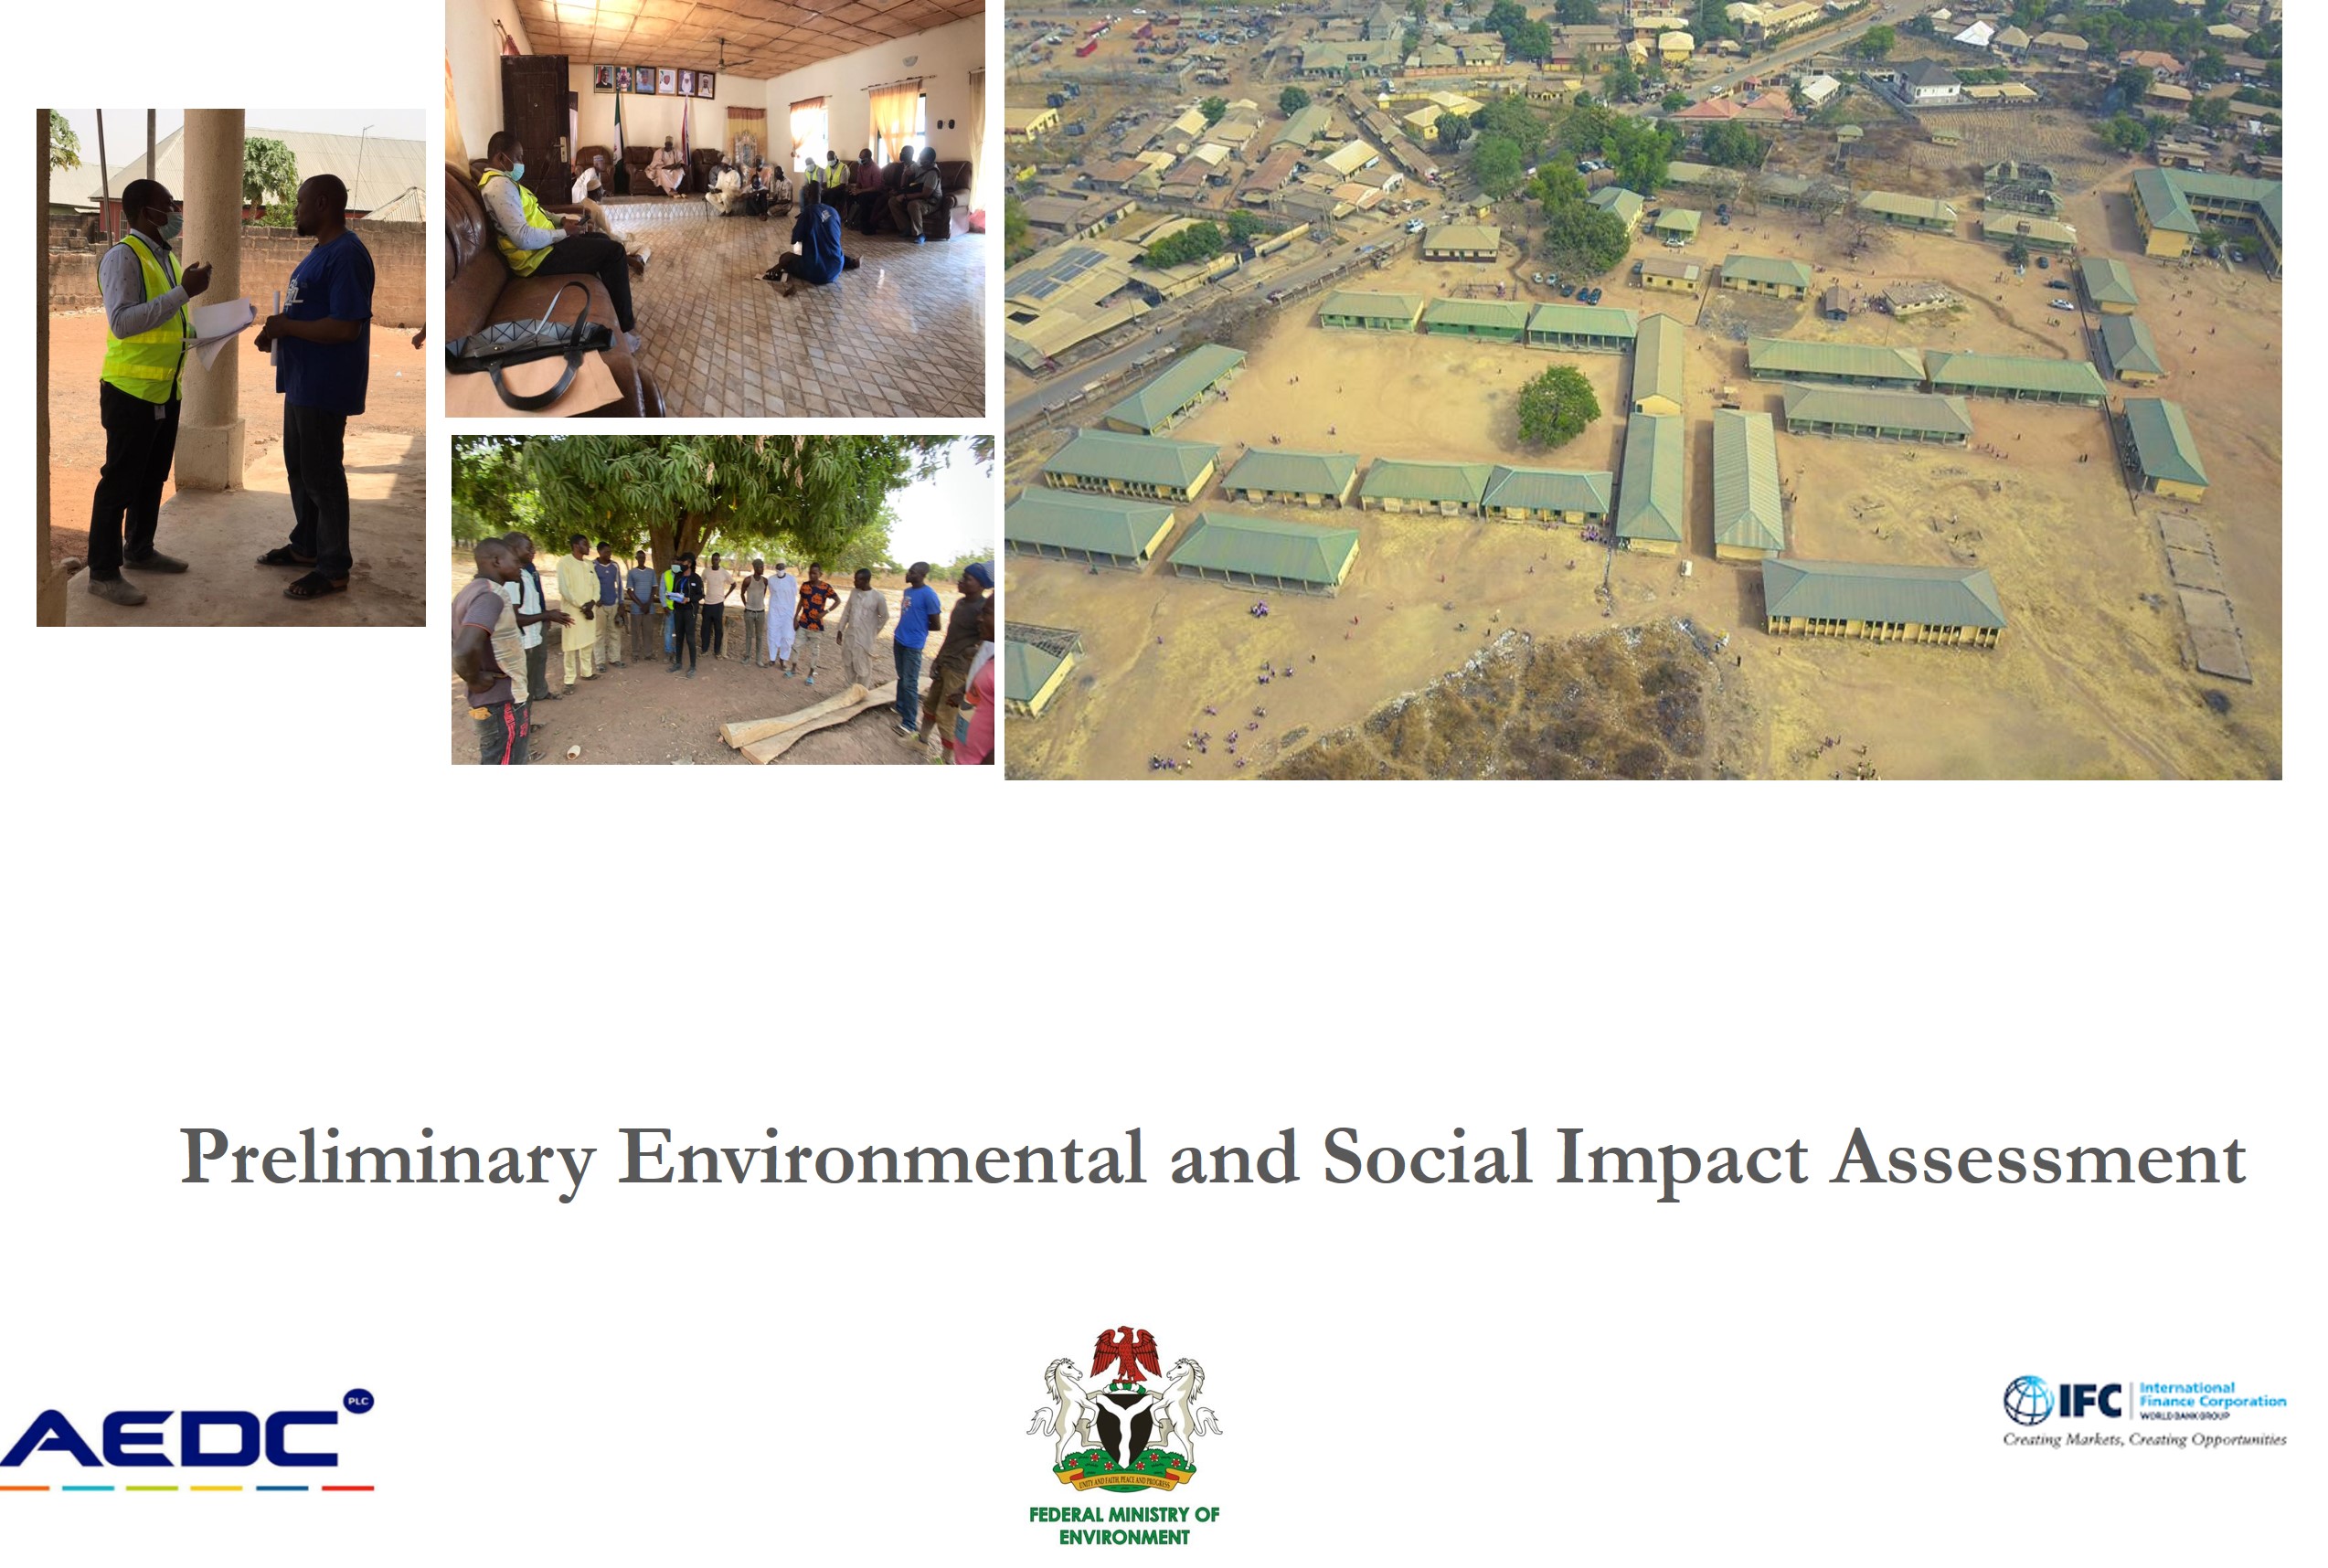 Preliminary Environmental and Social Impact Assessment
AEDC
PLC
UNITY AND FAITH, PEACE AND PROGRESS
FEDERAL MINISTRY OF
ENVIRONMENT
IFC
International
Finance Corporation
WORLD BANK GROUP
Creating Markets, Creating Opportunities